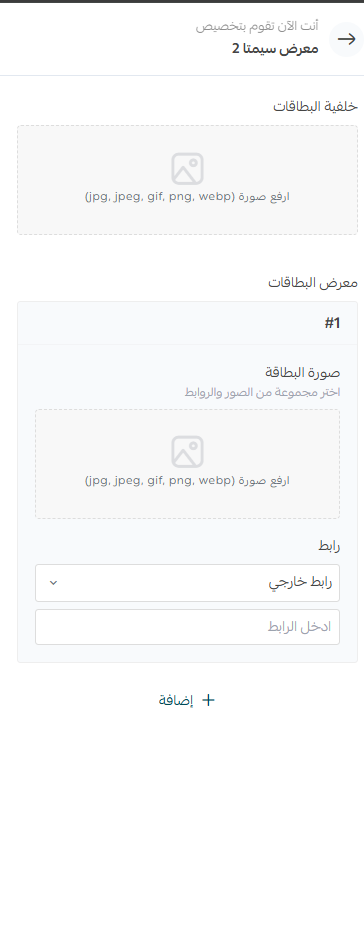 أنت الآن تقوم بتخصيص
معرض سيمتا 2
خلفية البطاقات
ارفع صورة (jpg, jpeg, gif, png, webp)
معرض البطاقات
#1
صورة البطاقة
اختر مجموعة من الصور والروابط
ارفع صورة (jpg, jpeg, gif, png, webp)
رابط
رابط خارجي
ادخل الرابط
إضافة